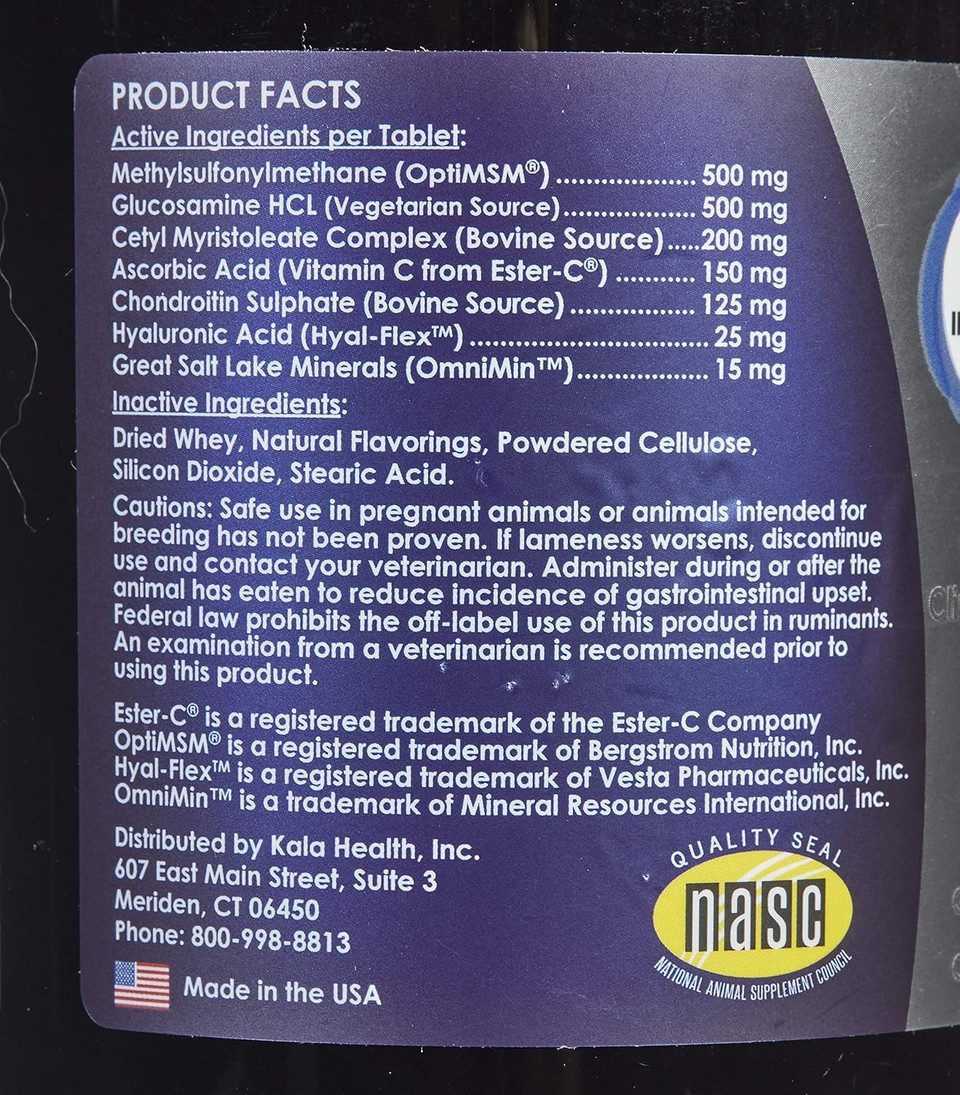 PRODUCT FACTS
Active Ingredients per Tablet:
Methylsulfonylmethane (OptiMSM®)..................... 500 mg
Glucosamine HCL (Vegetarian Source).................... 500 mg
Cetyl Myristoleate Complex (Bovine Source).....200 mg
Ascorbic Acid (Vitamin C from Ester-C®) ............ 150 mg
Chondroitin Sulphate (Bovine Source) ................... 125 mg
Hyaluronic Acid (Hyal-Flex™) ..................................... 25 mg
Great Salt Lake Minerals (OmniMin™).................... 15 mg
Inactive Ingredients:
Dried Whey, Natural Flavorings, Powdered Cellulose,
Silicon Dioxide, Stearic Acid.
Cautions: Safe use in pregnant animals or animals intended for
breeding has not been proven. If lameness worsens, discontinue
use and contact your veterinarian. Administer during or after the
animal has eaten to reduce incidence of gastrointestinal upset.
Federal law prohibits the off-label use of this product in ruminants.
An examination from a veterinarian is recommended prior to
using this product.
Ester-C® is a registered trademark of the Ester-C Company
OptiMSM® is a registered trademark of Bergstrom Nutrition, Inc.
Hyal-Flex™ is a registered trademark of Vesta Pharmaceuticals, Inc.
OmniMin™ is a trademark of Mineral Resources International, Inc.
Distributed by Kala Health, Inc.
607 East Main Street, Suite 3
Meriden, CT 06450
Phone: 800-998-8813
Made in the USA
QUALITY SEAL
nasc
NATIONAL ANIMAL SUPPLEMENT COUNCIL